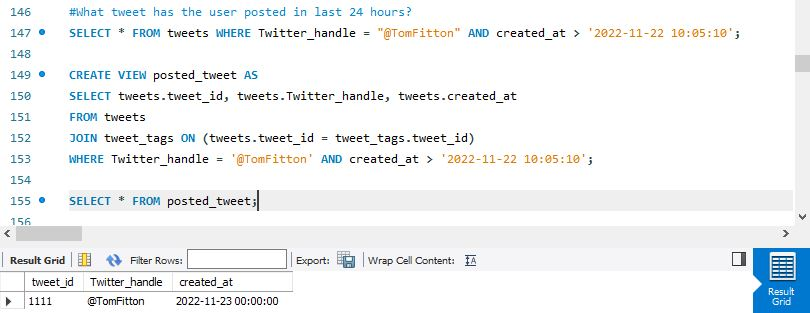 146 #What tweet has the user posted in last 24 hours?
147 SELECT * FROM tweets WHERE Twitter_handle = "@TomFitton" AND created_at > '2022-11-22 10:05:10';
148
149 CREATE VIEW posted_tweet AS
150 SELECT tweets.tweet_id, tweets.Twitter_handle, tweets.created_at
151 FROM tweets
152 JOIN tweet_tags ON (tweets.tweet_id = tweet_tags.tweet_id)
153 WHERE Twitter_handle = '@TomFitton' AND created_at > '2022-11-22 10:05:10';
154
155 SELECT * FROM posted_tweet;
156
Result Grid Filter Rows: Export: Wrap Cell Content:
tweet_id Twitter_handle created_at
1111 @TomFitton 2022-11-23 00:00:00
Result
Grid